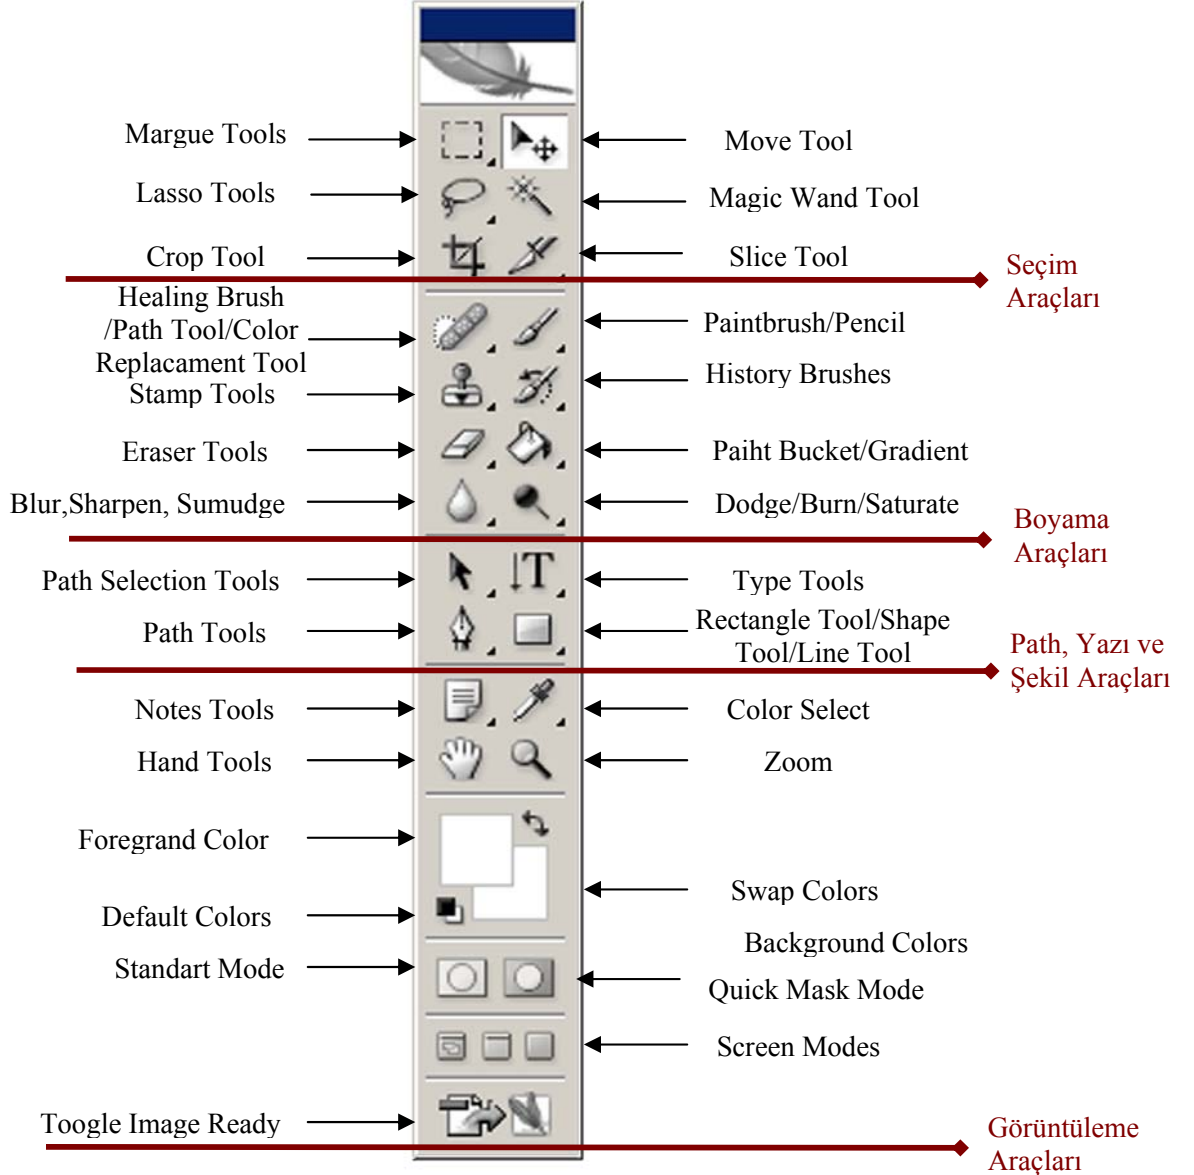 Margue Tools
Move Tool
Lasso Tools
Magic Wand Tool
Crop Tool
Slice Tool
Seçim
Araçları
Healing Brush
/Path Tool/Color
Replacament Tool
Paintbrush/Pencil
Stamp Tools
History Brushes
Eraser Tools
Paiht Bucket/Gradient
Blur,Sharpen, Sumudge
Dodge/Burn/Saturate
Boyama
Araçları
Path Selection Tools
T
Type Tools
Path Tools
Rectangle Tool/Shape
Tool/Line Tool
Path, Yazı ve
Şekil Araçları
Notes Tools
Color Select
Hand Tools
Zoom
Foregrand Color
Swap Colors
Default Colors
Background Colors
Standart Mode
Quick Mask Mode
Screen Modes
Toogle Image Ready
Görüntüleme
Araçları